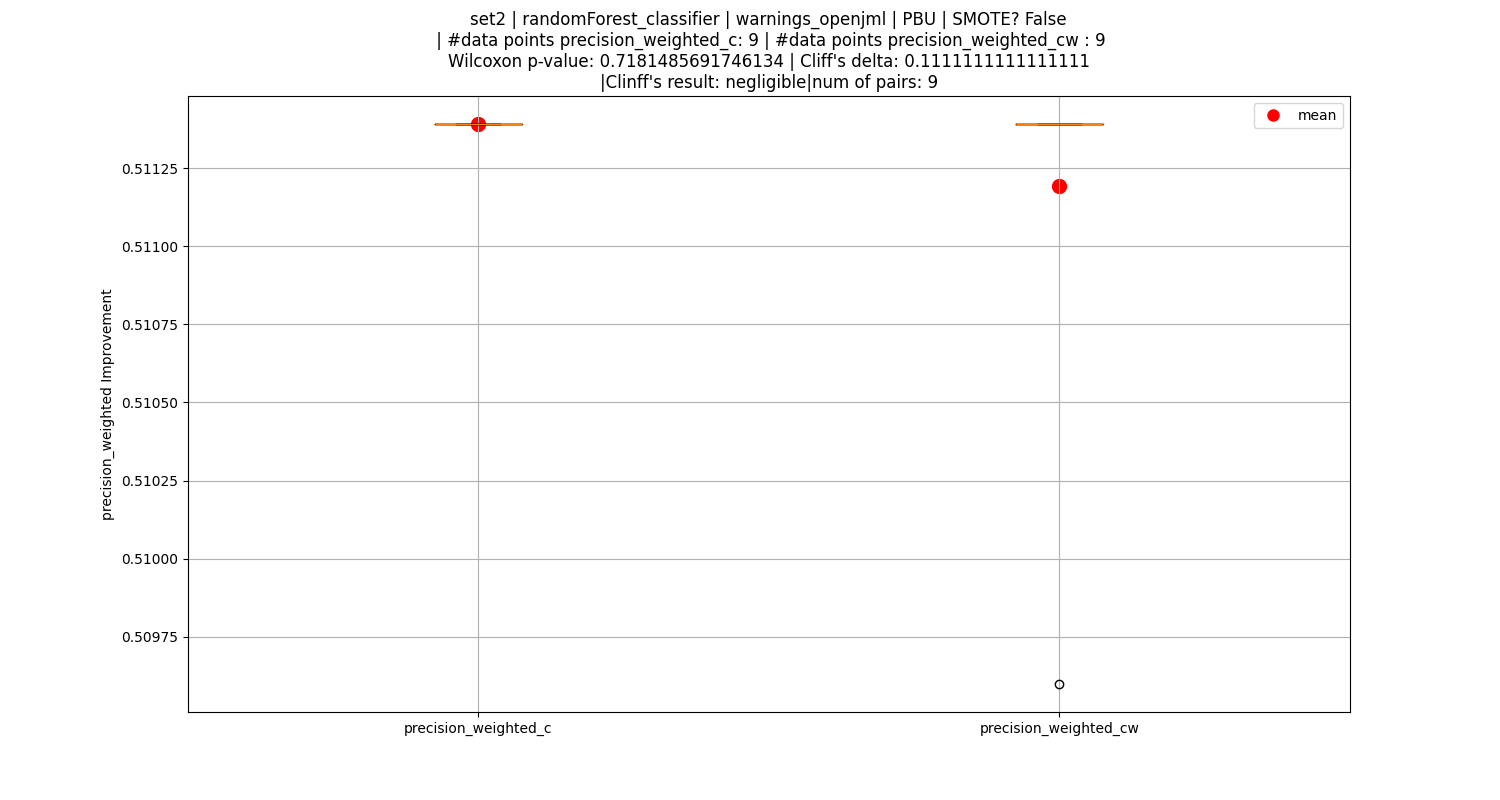 set2 | randomForest_classifier | warnings_openjml | PBU | SMOTE? False
| #data points precision_weighted_c: 9 | #data points precision_weighted_cw : 9
Wilcoxon p-value: 0.7181485691746134 | Cliff's delta: 0.1111111111111111
|Clinff's result: negligible|num of pairs: 9
mean
precision_weighted Improvement
0.51125
0.51100
0.51075
0.51050
0.51025
0.51000
0.50975
precision_weighted_c
precision_weighted_cw